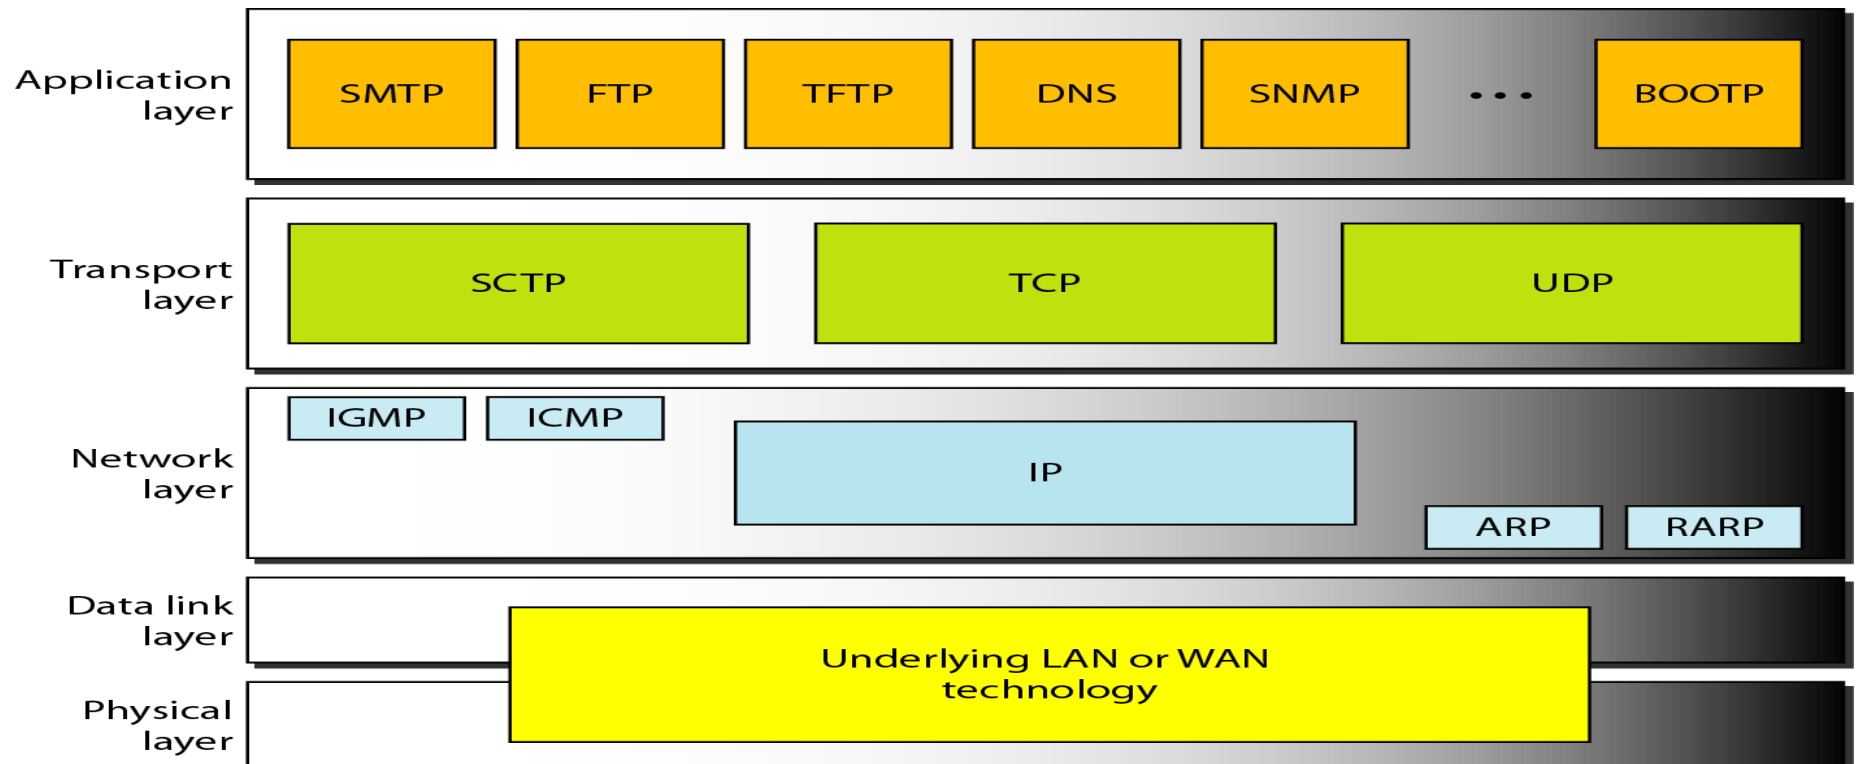 Application
layer
SMTP
FTP
TFTP
DNS
SNMP
...
BOOTP
Transport
layer
SCTP
TCP
UDP
Network
layer
IGMP
ICMP
IP
ARP
RARP
Data link
layer
Underlying LAN or WAN
technology
Physical
layer